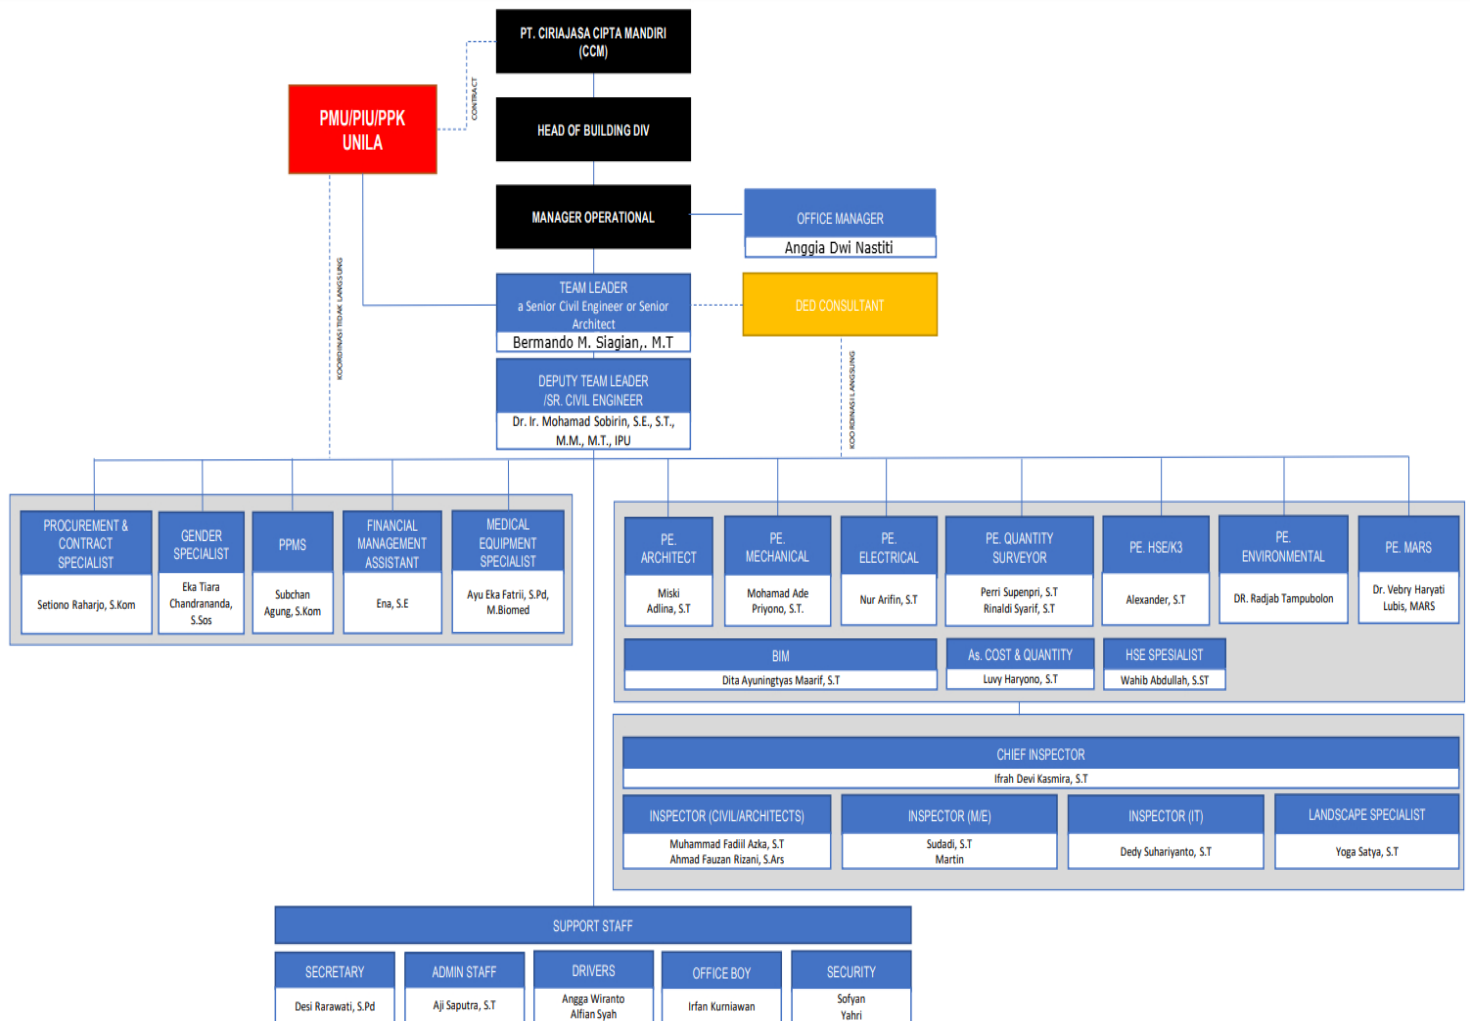 PT. CIRIAJASA CIPTA MANDIRI
(CCM)
CONTRACT
PMU/PIU/PPK
UNILA
HEAD OF BUILDING DIV
MANAGER OPERATIONAL
OFFICE MANAGER
Anggia Dwi Nastiti
KOORDINASI TIDAK LANGSUNG
TEAM LEADER
a Senior Civil Engineer or Senior
Architect
Bermando M. Siagian,. M.T
DED CONSULTANT
KOORDINASI LANGSUNG
DEPUTY TEAM LEADER
/SR. CIVIL ENGINEER
Dr. Ir. Mohamad Sobirin, S.E., S.T.,
M.M., M.T., IPU
PROCUREMENT &
CONTRACT
SPECIALIST
Setiono Raharjo, S.Kom
GENDER
SPECIALIST
Eka Tiara
Chandrananda,
S.Sos
PPMS
Subchan
Agung, S.Kom
FINANCIAL
MANAGEMENT
ASSISTANT
Ena, S.E
MEDICAL
EQUIPMENT
SPECIALIST
Ayu Eka Fatrii, S.Pd,
M.Biomed
PE.
ARCHITECT
Miski
Adlina, S.T
PE.
MECHANICAL
Mohamad Ade
Priyono, S.T.
PE.
ELECTRICAL
Nur Arifin, S.T
PE. QUANTITY
SURVEYOR
Perri Supenpri, S.T
Rinaldi Syarif, S.T
PE. HSE/K3
Alexander, S.T
PE.
ENVIRONMENTAL
DR. Radjab Tampubolon
PE. MARS
Dr. Vebry Haryati
Lubis, MARS
BIM
Dita Ayuningtyas Maarif, S.T
As. COST & QUANTITY
Luvy Haryono, S.T
HSE SPESIALIST
Wahib Abdullah, S.ST
CHIEF INSPECTOR
Ifrah Devi Kasmira, S.T
INSPECTOR (CIVIL/ARCHITECTS)
Muhammad Fadiil Azka, S.T
Ahmad Fauzan Rizani, S.Ars
INSPECTOR (M/E)
Sudadi, S.T
Martin
INSPECTOR (IT)
Dedy Suhariyanto, S.T
LANDSCAPE SPECIALIST
Yoga Satya, S.T
SUPPORT STAFF
SECRETARY
Desi Rarawati, S.Pd
ADMIN STAFF
Aji Saputra, S.T
DRIVERS
Angga Wiranto
Alfian Syah
OFFICE BOY
Irfan Kurniawan
SECURITY
Sofyan
Yahri